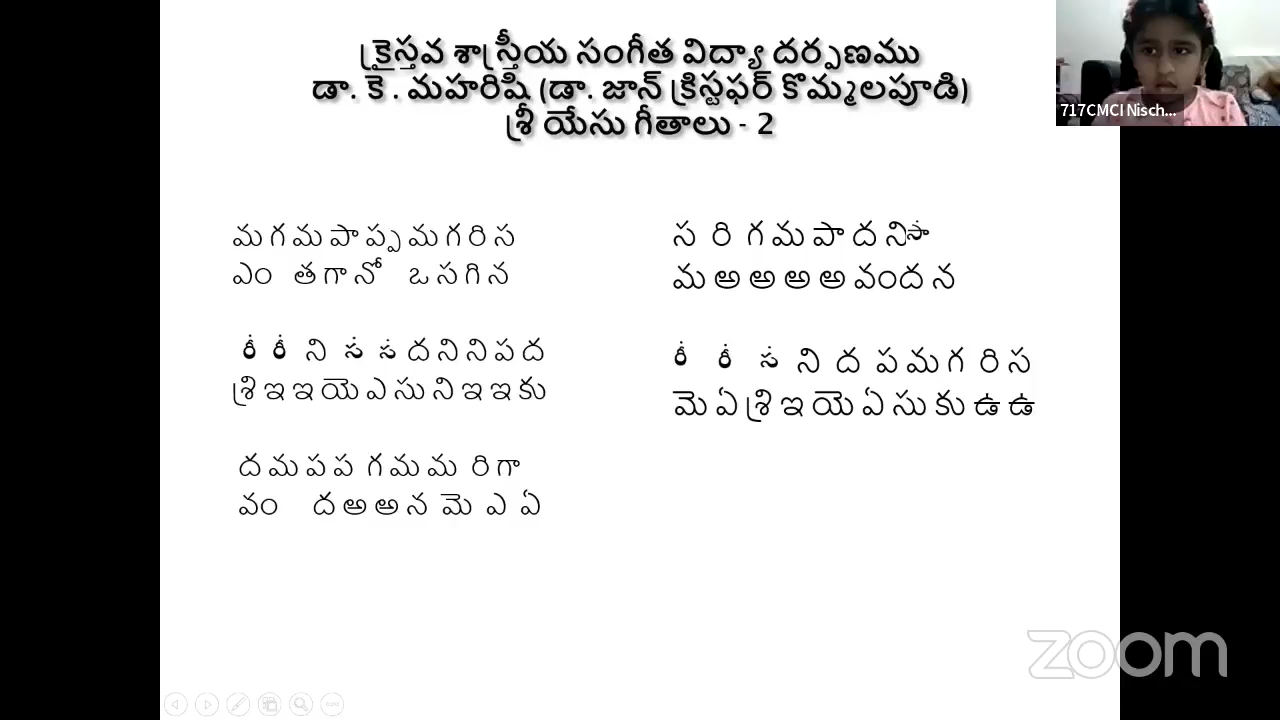 క్రైస్తవ శాస్త్రీయ సంగీత విద్యా దర్పణము
డా. కె . మహరిషి (డా. జాన్ క్రిస్టఫర్ కొమ్మలపూడి)
శ్రీ యేసు గీతాలు - 2
717CMCI Nisch...
మ గ మ పా ప్ప మ గ రి స
ఎం త గా నో ఒ స గి న
రీ̇ రీ̇ ని స̇ స̇ ద ని ని ప ద
శ్రి ఇ ఇ యె ఎ సు ని ఇ ఇ కు
ద మ ప ప గ మ మ రి గా
వం ద అ అ న మె ఎ ఏ
స రి గ మ పా ద ని సా̇
మ అ అ అ అ వం ద న
రీ̇ రీ̇ స̇ ని ద ప మ గ రి స
మె ఏ శ్రి ఇ యె ఏ సు కు ఉ ఉ
zoom